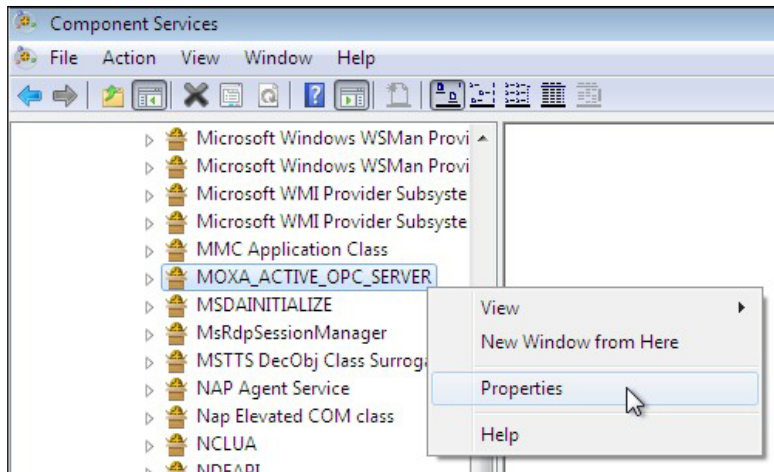 Component Services
File Action View Window Help
Microsoft Windows WSMan Provi
Microsoft Windows WSMan Provi
Microsoft WMI Provider Subsyste
Microsoft WMI Provider Subsyste
MMC Application Class
MOXA_ACTIVE_OPC_SERVER
MSDAINITIALIZE
MsRdpSessionManager
MSTTS DecObj Class Surroga
NAP Agent Service
Nap Elevated COM class
NCLUA
NDFAPI
View
New Window from Here
Properties
Help